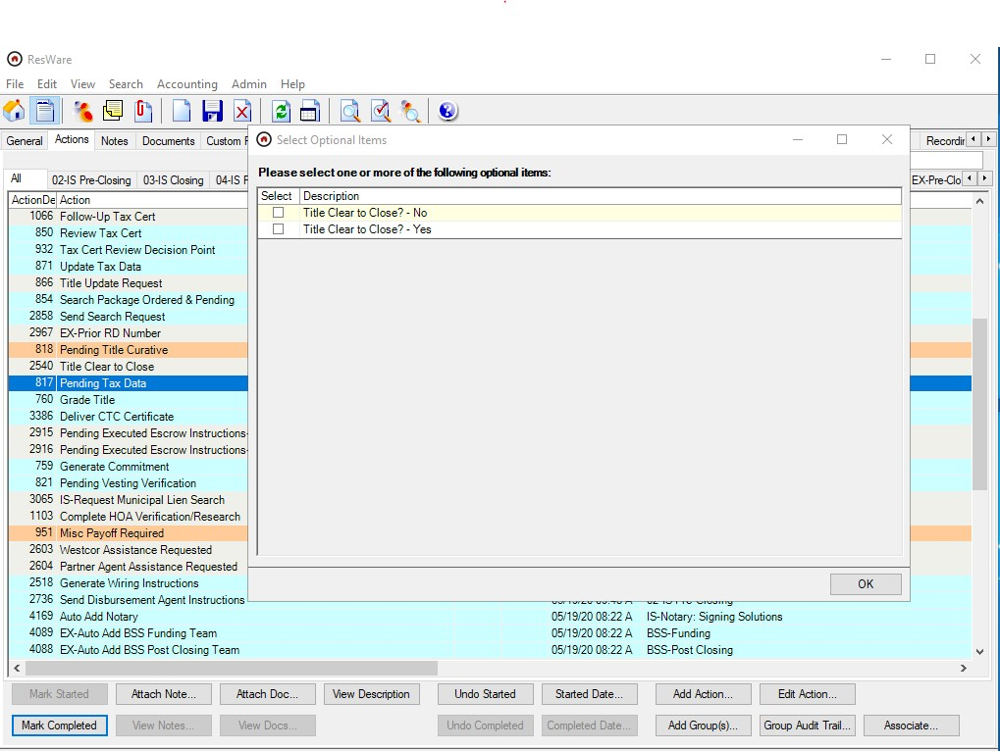 ResWare
File Edit View Search Accounting Admin Help
General Actions Notes Documents Custom F Recordin
Select Optional Items
All 02-IS Pre-Closing 03-IS Closing 04-IS F EX-Pre-Clo
Please select one or more of the following optional items:
Select Description
Title Clear to Close? - No
Title Clear to Close? - Yes
ActionDe Action
1066 Follow-Up Tax Cert
850 Review Tax Cert
932 Tax Cert Review Decision Point
871 Update Tax Data
866 Title Update Request
854 Search Package Ordered & Pending
2858 Send Search Request
2967 EX-Prior RD Number
818 Pending Title Curative
2540 Title Clear to Close
817 Pending Tax Data
760 Grade Title
3386 Deliver CTC Certificate
2915 Pending Executed Escrow Instructions-
2916 Pending Executed Escrow Instructions-
759 Generate Commitment
821 Pending Vesting Verification
3065 IS-Request Municipal Lien Search
1103 Complete HOA Verification/Research
951 Misc Payoff Required
2603 Westcor Assistance Requested
2604 Partner Agent Assistance Requested
2518 Generate Wiring Instructions
OK
2736 Send Disbursement Agent Instructions
4169 Auto Add Notary 05/19/20 08:22 A IS-Notary: Signing Solutions
4089 EX-Auto Add BSS Funding Team 05/19/20 08:22 A BSS-Funding
4088 EX-Auto Add BSS Post Closing Team 05/19/20 08:22 A BSS-Post Closing
Mark Started Attach Note... Attach Doc... View Description Undo Started Started Date... Add Action... Edit Action...
Mark Completed View Notes... View Docs... Undo Completed Completed Date... Add Group(s)... Group Audit Trail... Associate...